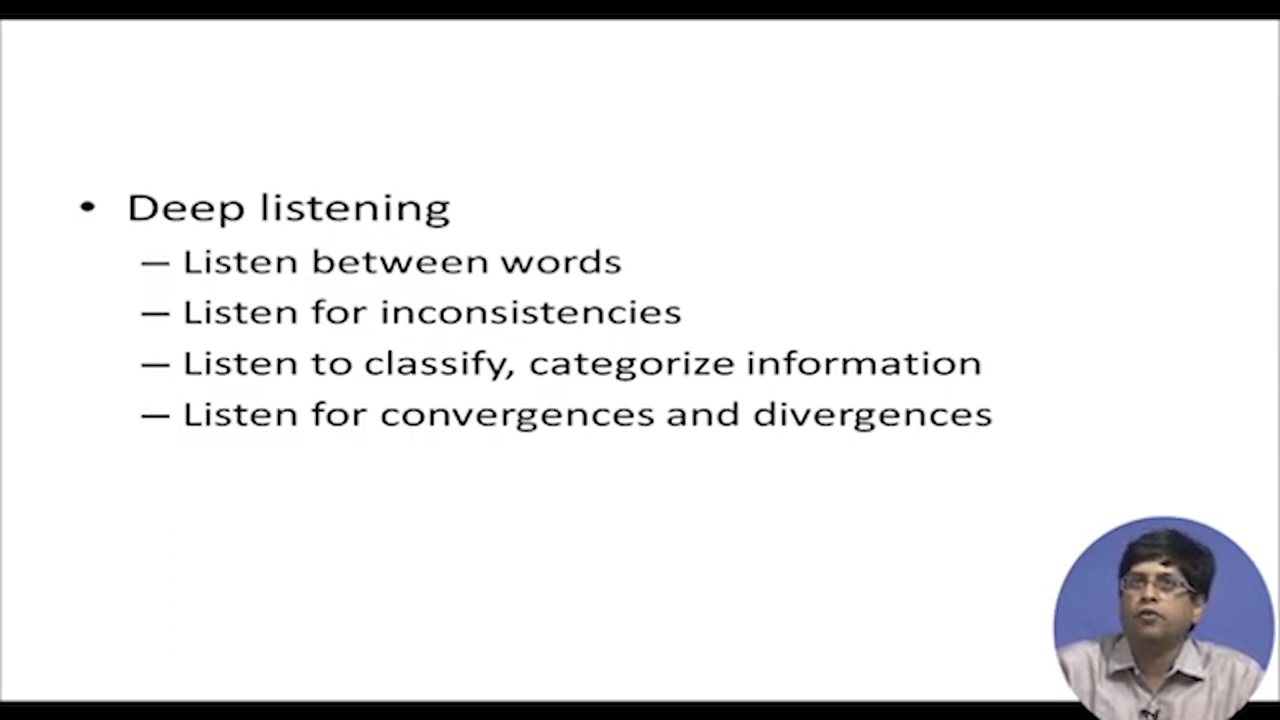 • Deep listening
– Listen between words
– Listen for inconsistencies
– Listen to classify, categorize information
– Listen for convergences and divergences